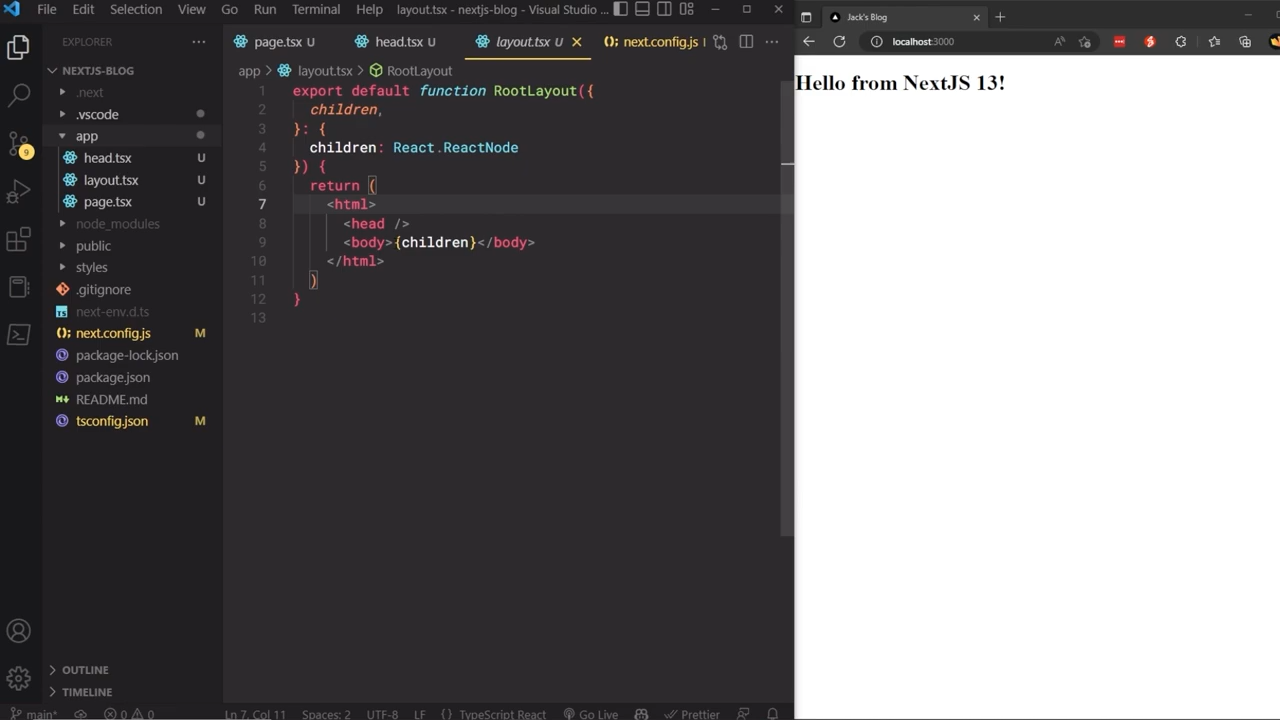 File Edit Selection View Go Run Terminal Help layout.tsx - nextjs-blog - Visual Studio ...
Jack's Blog
localhost:3000
EXPLORER
page.tsx U head.tsx U layout.tsx U next.config.js !
NEXTJS-BLOG
.next
.vscode
app
head.tsx U
layout.tsx U
page.tsx U
node_modules
public
styles
.gitignore
next-env.d.ts
next.config.js M
package-lock.json
package.json
README.md
tsconfig.json M
OUTLINE
TIMELINE
9
app > layout.tsx > RootLayout
1 export default function RootLayout({
2 children,
3 }: {
4 children: React.ReactNode
5 }) {
6 return (
7 <html>
8 <head />
9 <body>{children}</body>
10 </html>
11 )
12 }
13
Hello from NextJS 13!
main* 0 0 Ln 7, Col 11 Spaces: 2 UTF-8 LF {} TypeScript React Go Live Prettier